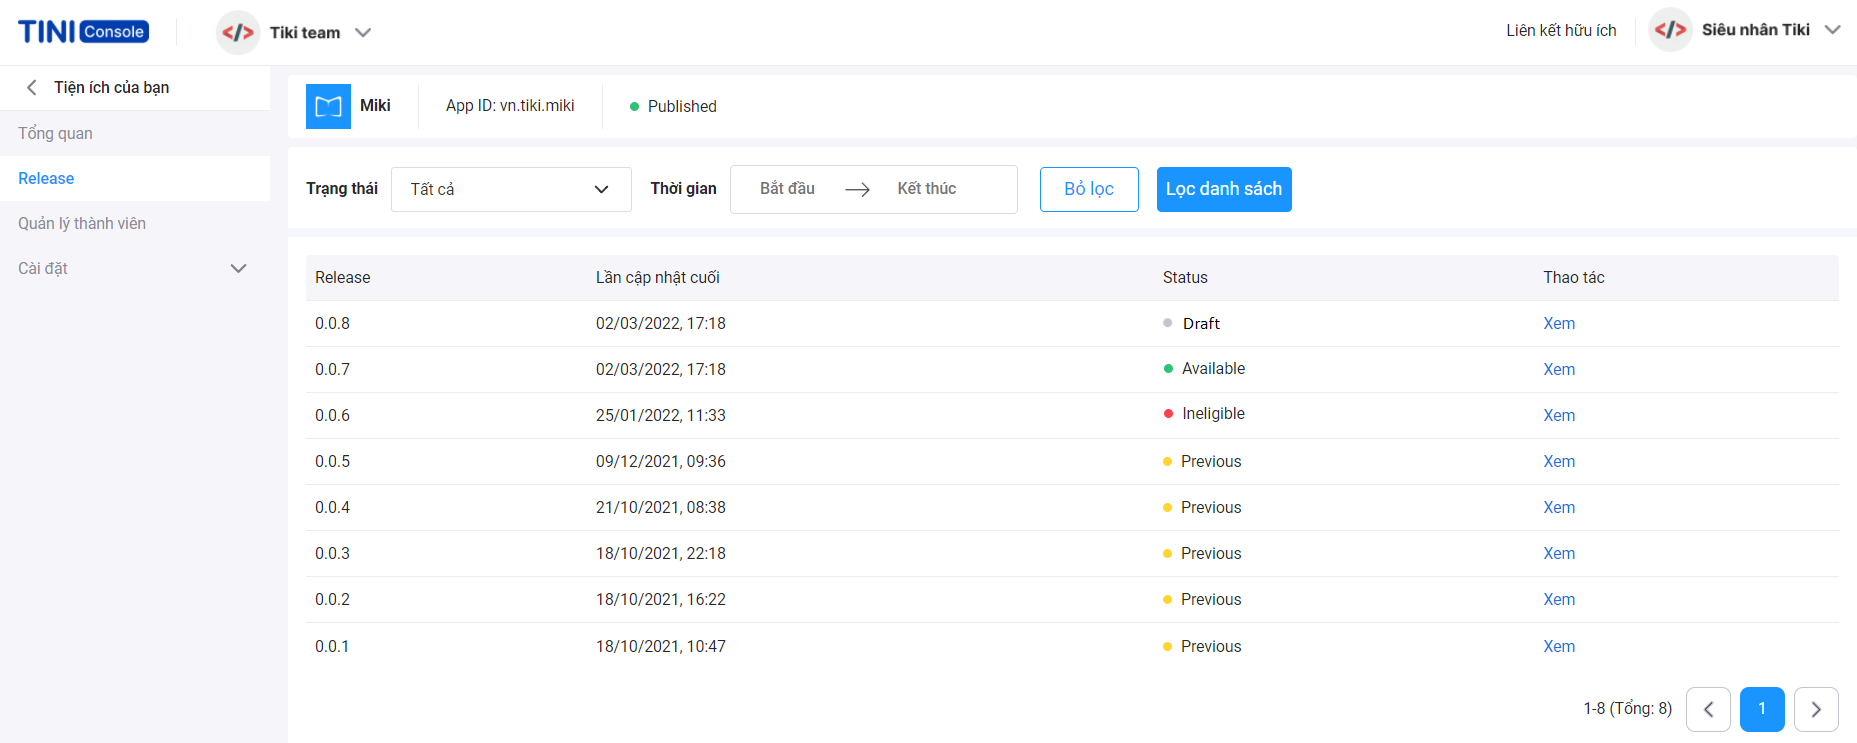 TINI Console
</> Tiki team
Liên kết hữu ích
</> Siêu nhân Tiki
Tiện ích của bạn
Tổng quan
Release
Quản lý thành viên
Cài đặt
Miki App ID: vn.tiki.miki Published
Trạng thái Tất cả Thời gian Bắt đầu Kết thúc Bỏ lọc Lọc danh sách
Release Lần cập nhật cuối Status Thao tác
0.0.8 02/03/2022, 17:18 Draft Xem
0.0.7 02/03/2022, 17:18 Available Xem
0.0.6 25/01/2022, 11:33 Ineligible Xem
0.0.5 09/12/2021, 09:36 Previous Xem
0.0.4 21/10/2021, 08:38 Previous Xem
0.0.3 18/10/2021, 22:18 Previous Xem
0.0.2 18/10/2021, 16:22 Previous Xem
0.0.1 18/10/2021, 10:47 Previous Xem
1-8 (Tổng: 8) 1